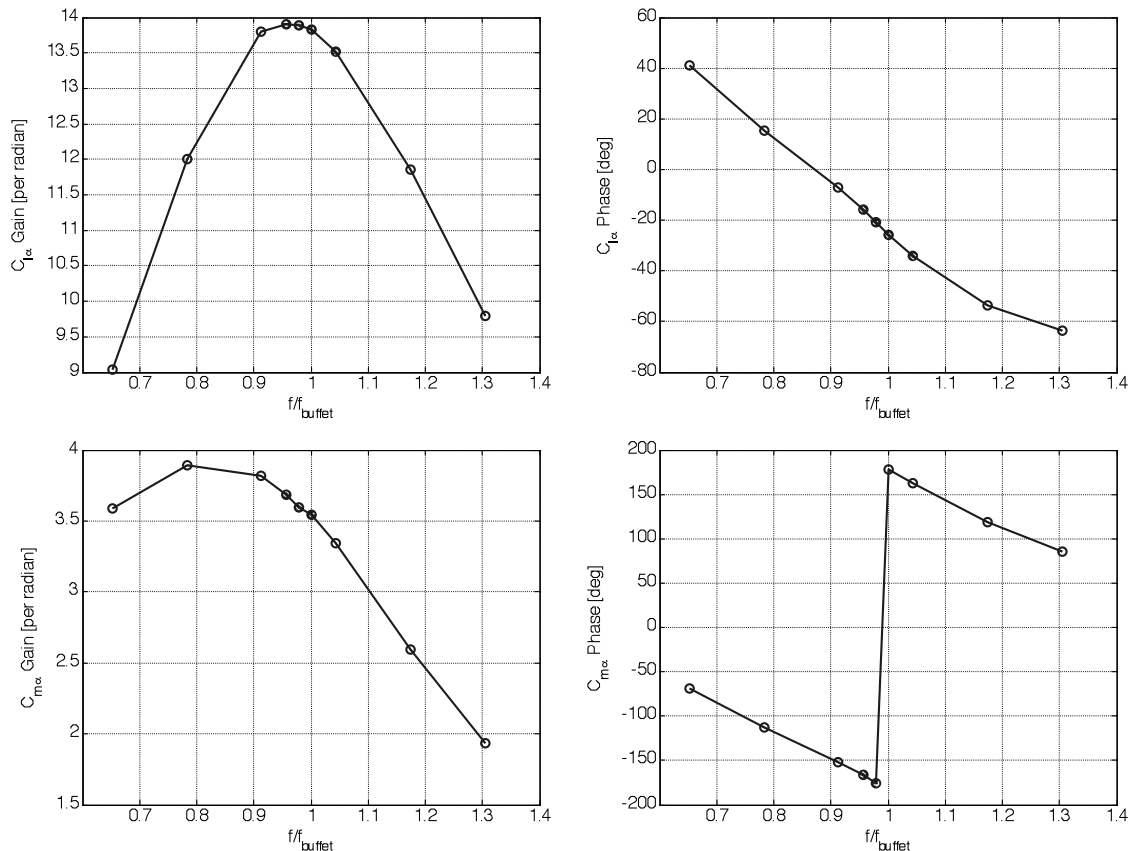 14
13.5
13
12.5
12
11.5
11
10.5
10
9.5
9
C_lα Gain [per radian]
0.7 0.8 0.9 1 1.1 1.2 1.3 1.4
f/f_buffet
60
40
20
0
-20
-40
-60
-80
C_lα Phase [deg]
0.7 0.8 0.9 1 1.1 1.2 1.3 1.4
f/f_buffet
4
3.5
3
2.5
2
1.5
C_mα Gain [per radian]
0.7 0.8 0.9 1 1.1 1.2 1.3 1.4
f/f_buffet
200
150
100
50
0
-50
-100
-150
-200
C_mα Phase [deg]
0.7 0.8 0.9 1 1.1 1.2 1.3 1.4
f/f_buffet